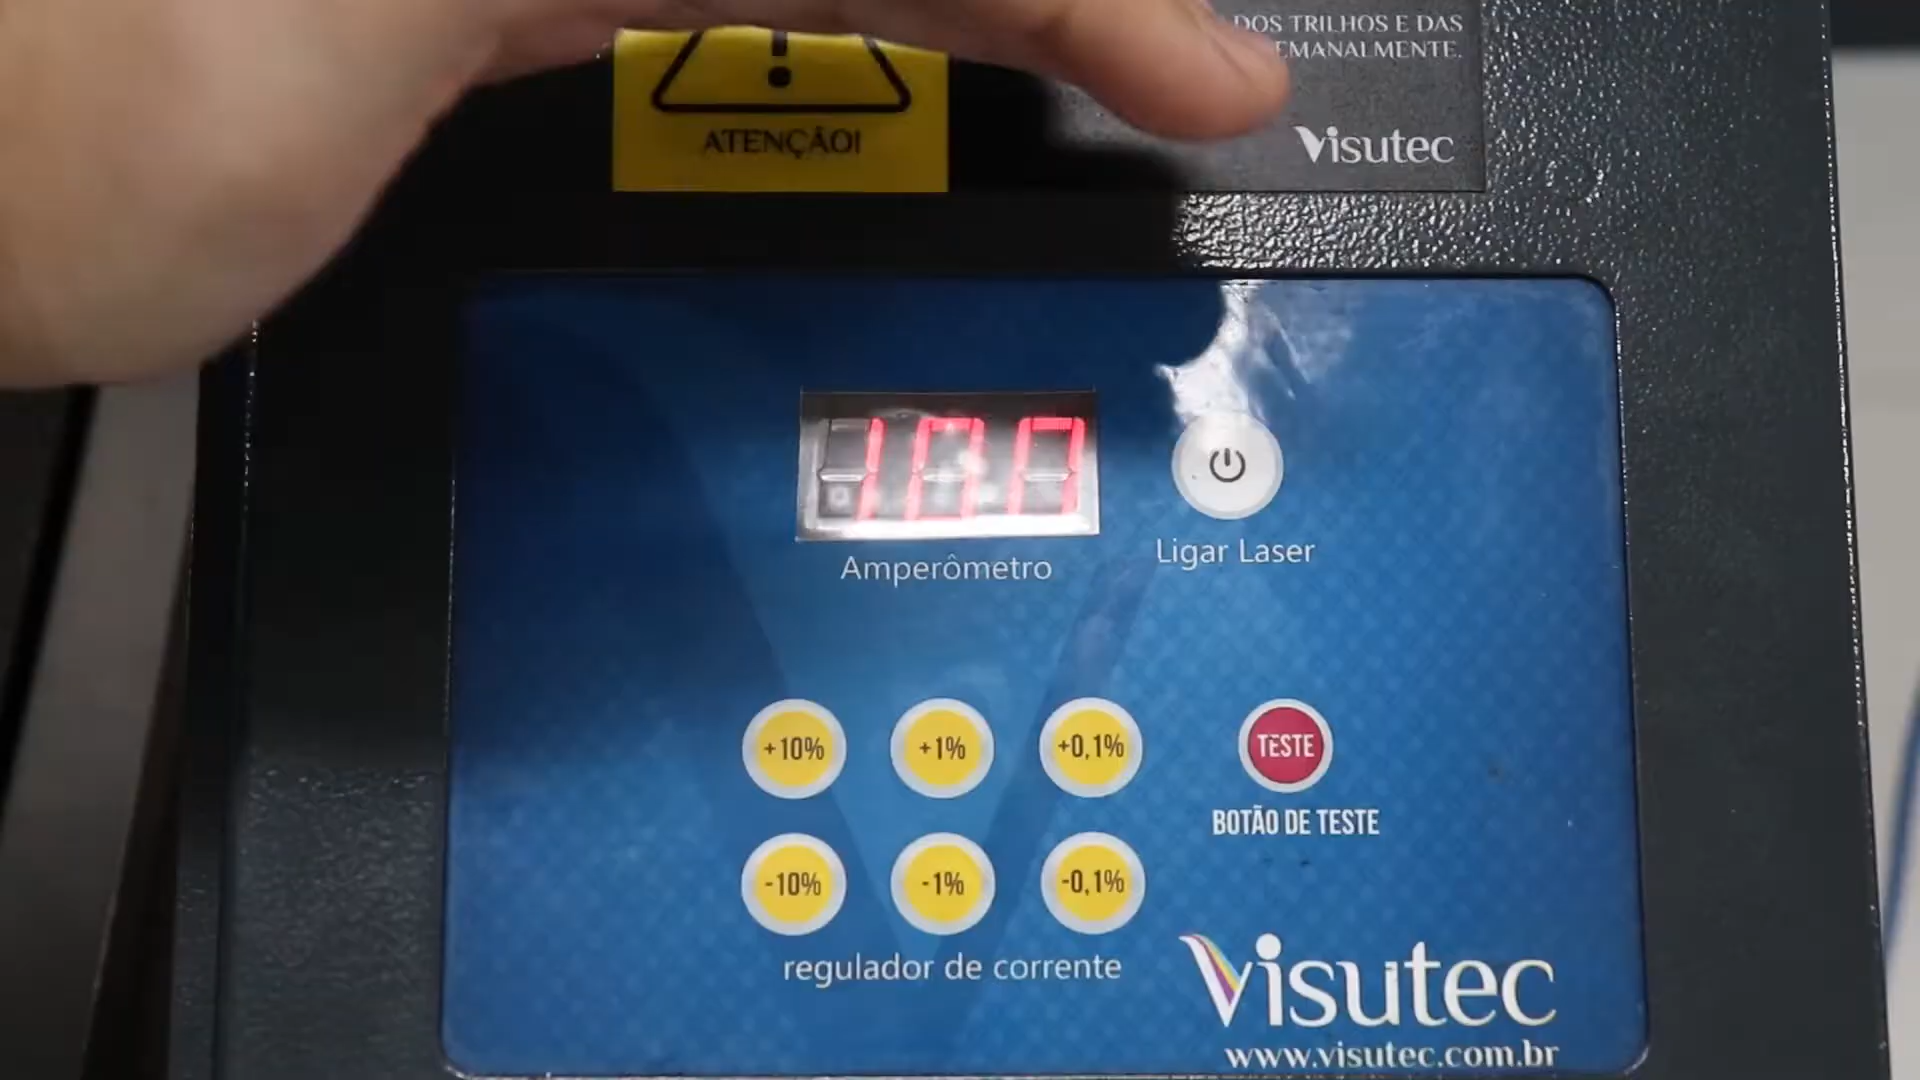 DOS TRILHOS E DAS
EMANALMENTE.
ATENÇÃO!
Visutec
Amperômetro
Ligar Laser
+10%
+1%
+0,1%
TESTE
BOTÃO DE TESTE
-10%
-1%
-0,1%
regulador de corrente
Visutec
www.visutec.com.br